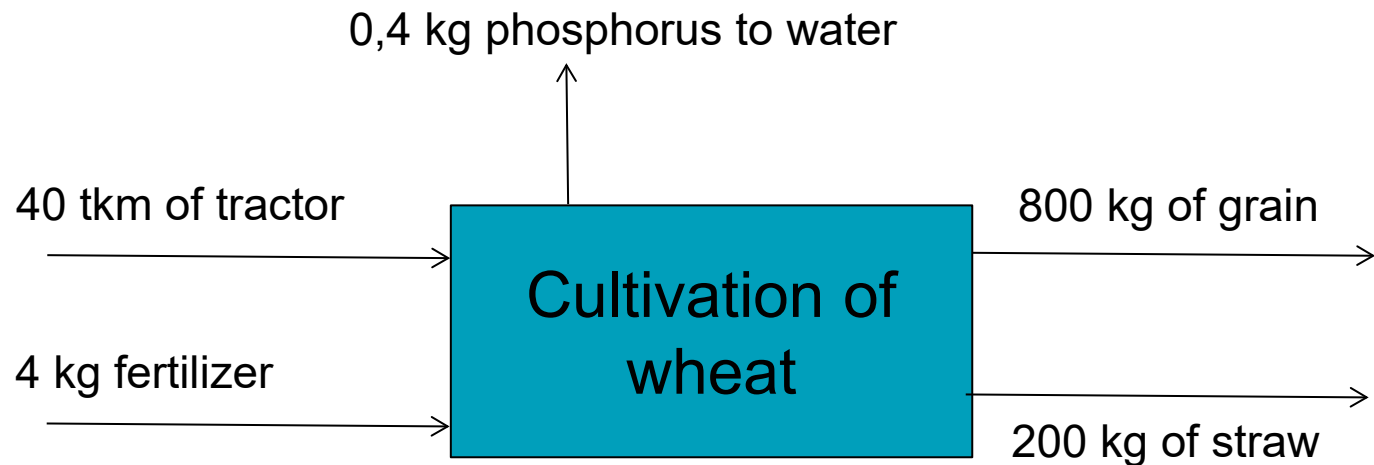 0,4 kg phosphorus to water
40 tkm of tractor
800 kg of grain
Cultivation of
wheat
4 kg fertilizer
200 kg of straw